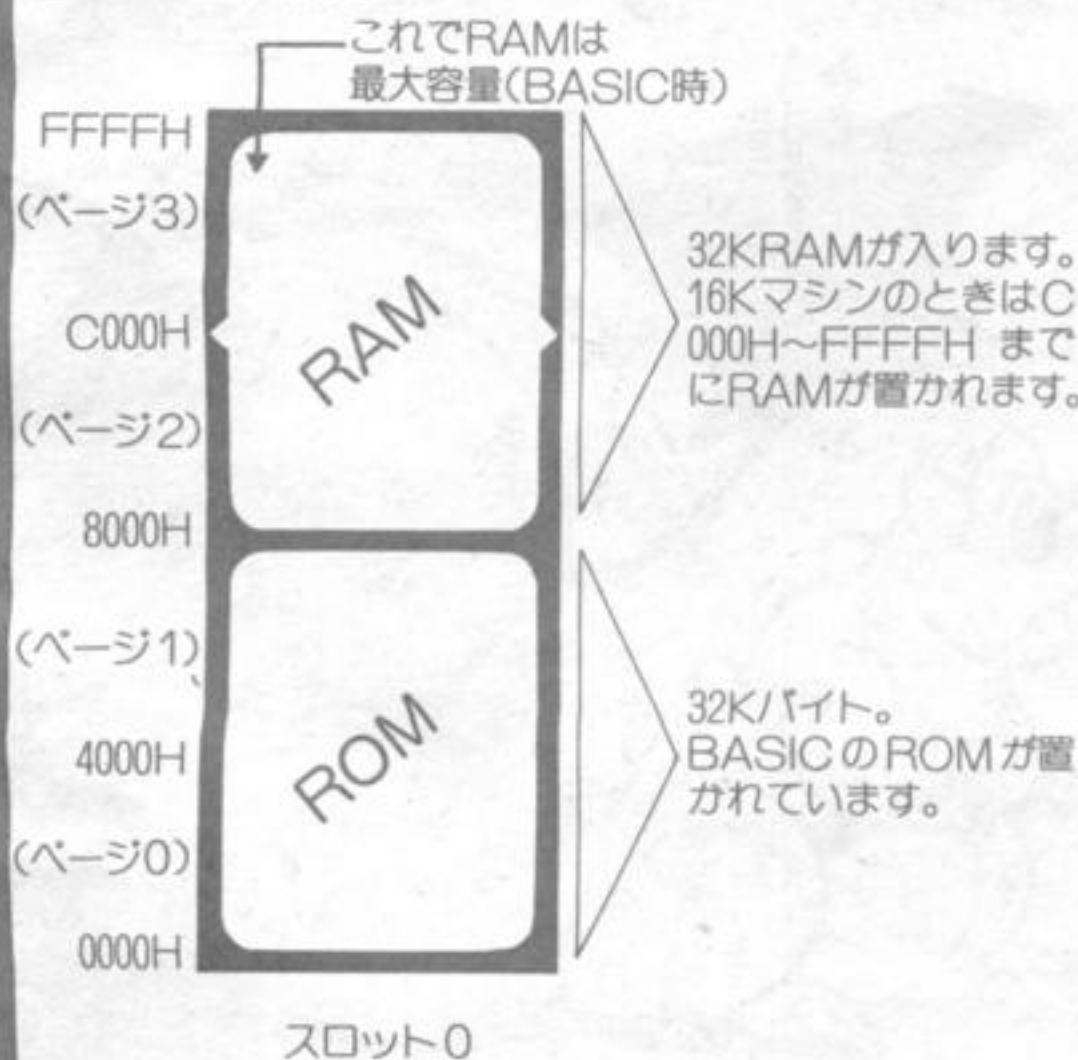 これでRAMは
最大容量(BASIC時)
FFFFH
(ページ3)
C000H
(ページ2)
8000H
(ページ1)
4000H
(ページ0)
0000H
RAM
ROM
32KRAMが入ります。
16KマシンのときはC
000H〜FFFFH まで
にRAMが置かれます。
32Kバイト。
BASICのROMが置
かれています。
スロット0